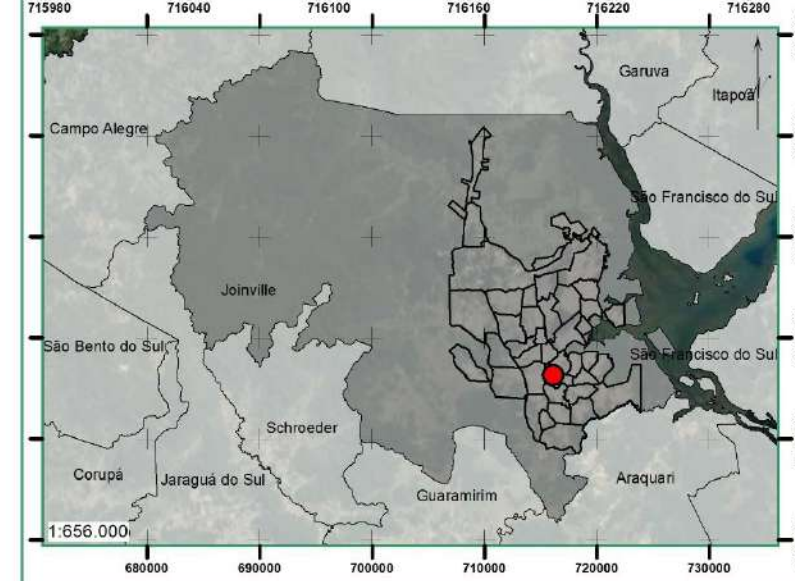 715980 716040 716100 716160 716220 716280
Garuva
Itapoá
Campo Alegre
São Francisco do Sul
Joinville
São Bento do Sul
São Francisco do Sul
Schroeder
Corupá
Jaraguá do Sul
Araquari
Guaramirim
1:656.000
680000 690000 700000 710000 720000 730000